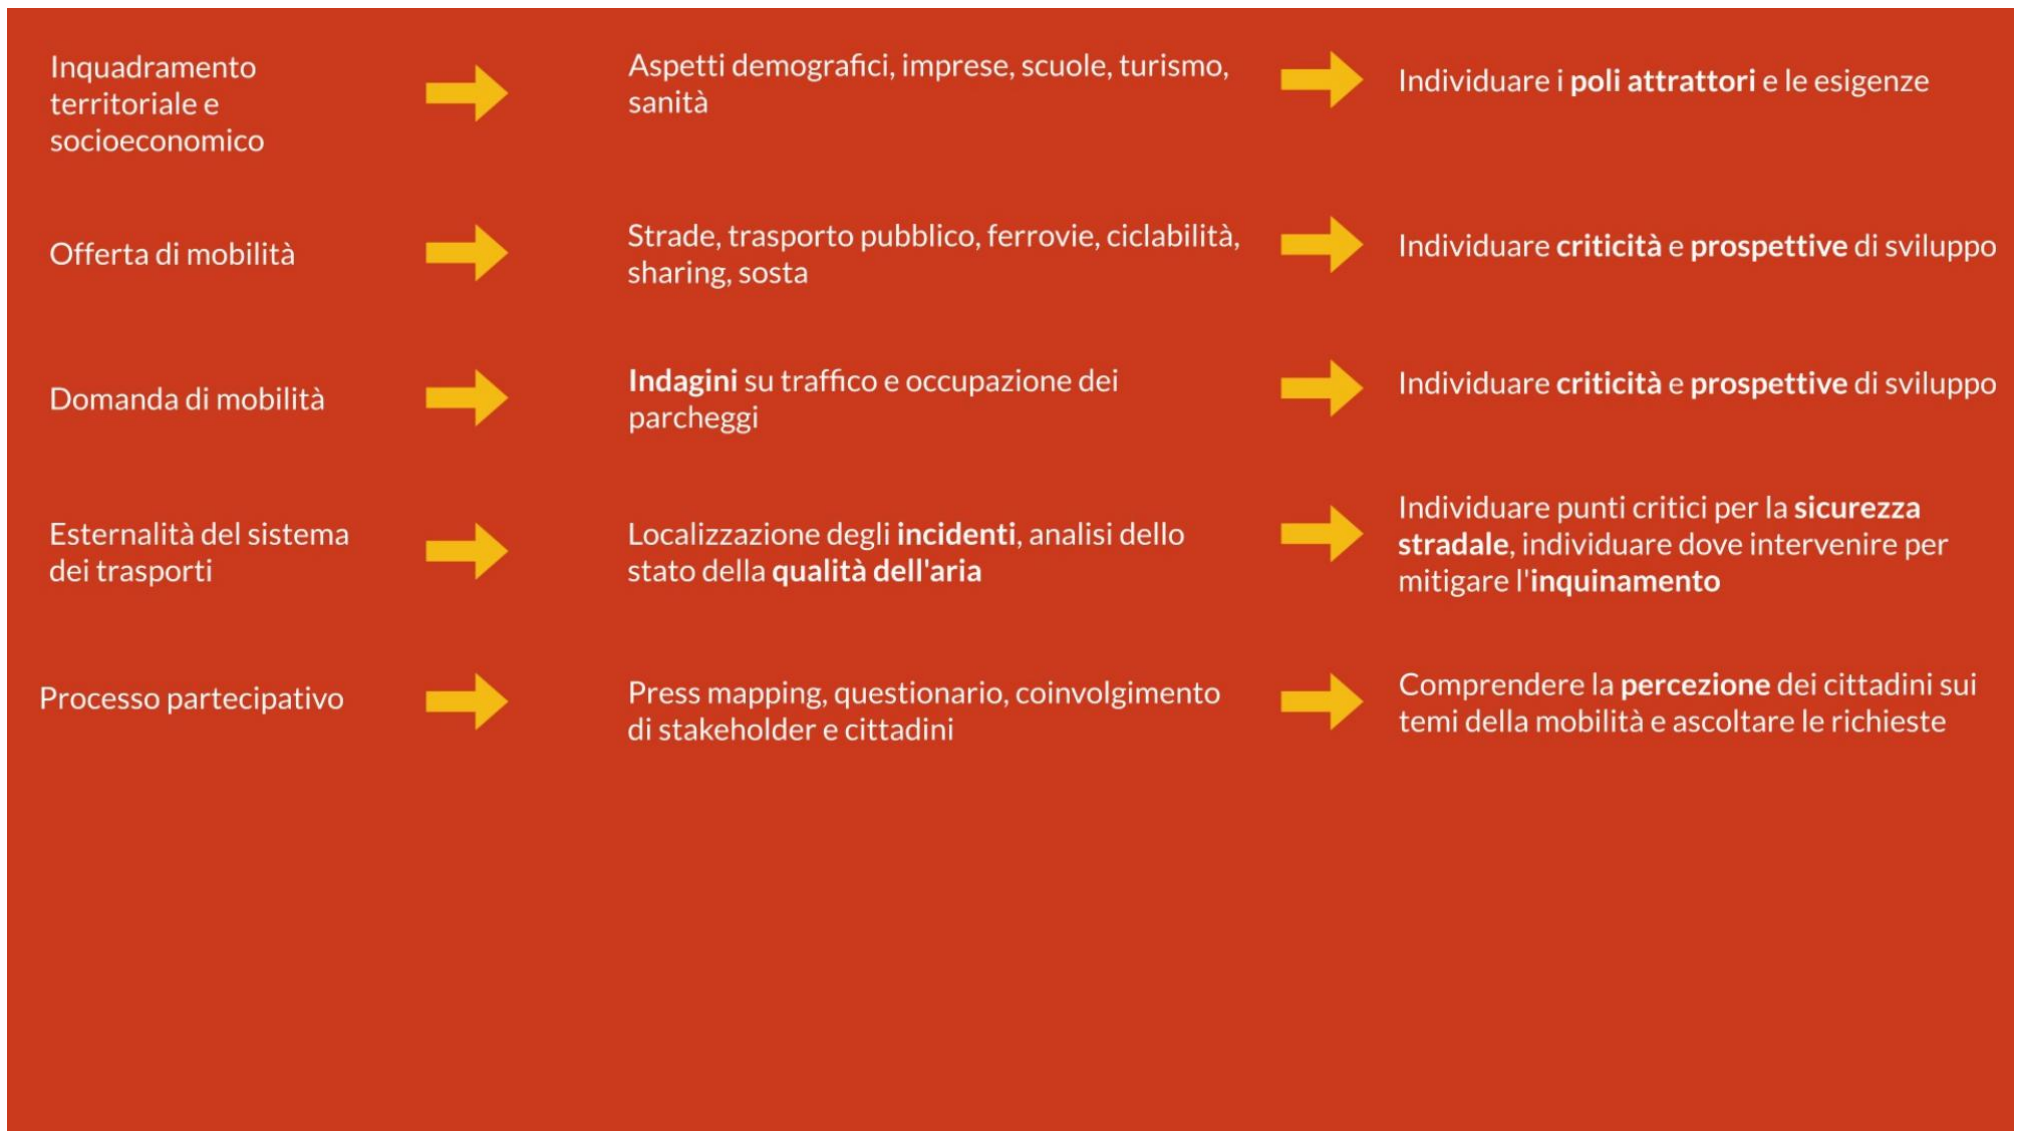 Inquadramento
territoriale e
socioeconomico
Aspetti demografici, imprese, scuole, turismo,
sanità
Individuare i poli attrattori e le esigenze
Offerta di mobilità
Strade, trasporto pubblico, ferrovie, ciclabilità,
sharing, sosta
Individuare criticità e prospettive di sviluppo
Domanda di mobilità
Indagini su traffico e occupazione dei
parcheggi
Individuare criticità e prospettive di sviluppo
Esternalità del sistema
dei trasporti
Localizzazione degli incidenti, analisi dello
stato della qualità dell'aria
Individuare punti critici per la sicurezza
stradale, individuare dove intervenire per
mitigare l'inquinamento
Processo partecipativo
Press mapping, questionario, coinvolgimento
di stakeholder e cittadini
Comprendere la percezione dei cittadini sui
temi della mobilità e ascoltare le richieste